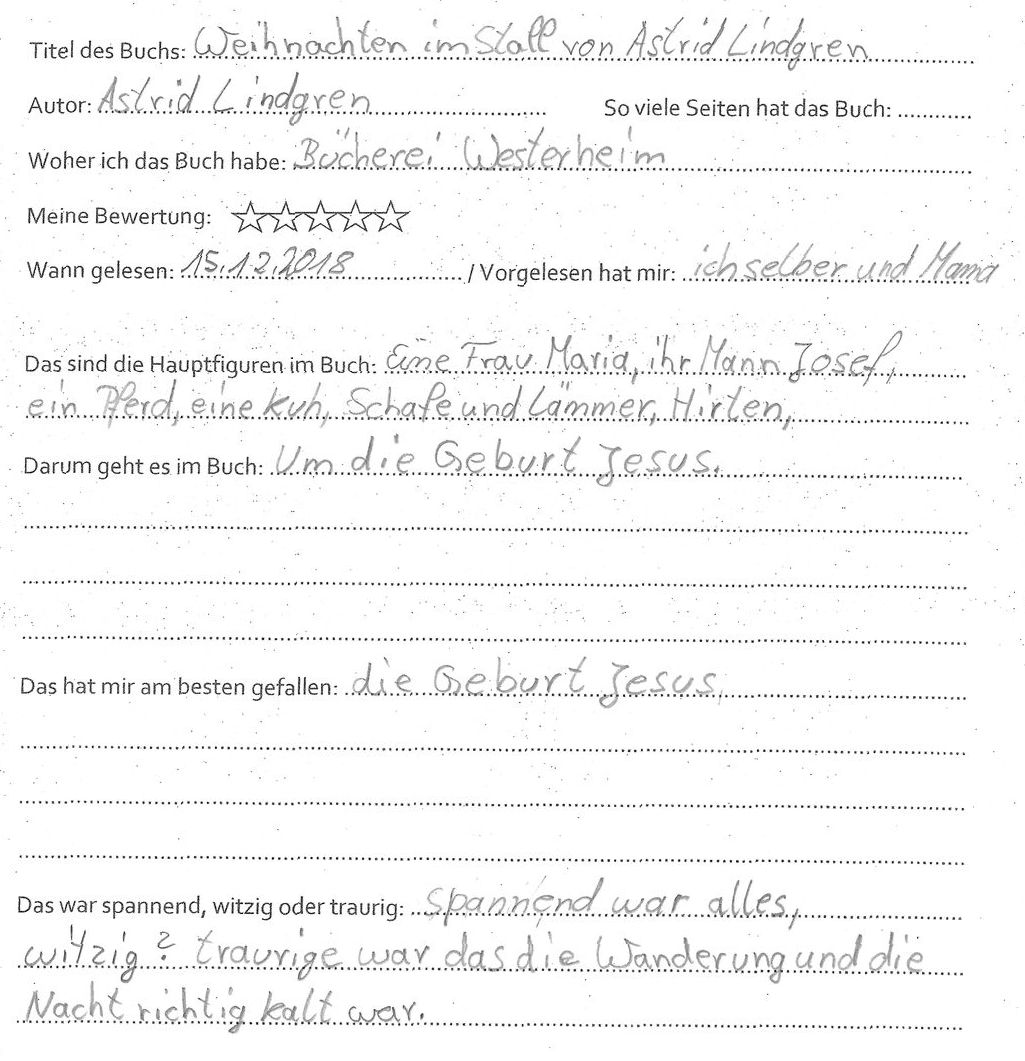 Titel des Buchs: Weihnachten im Stall von Astrid Lindgren
Autor: Astrid Lindgren So viele Seiten hat das Buch:
Woher ich das Buch habe: Bücherei Westerheim
Meine Bewertung:
Wann gelesen: 15.12.2018 / Vorgelesen hat mir: ich selber und Mama
Das sind die Hauptfiguren im Buch: Eine Frau Maria, ihr Mann Josef,
ein Pferd, eine Kuh, Schafe und Lämmer, Hirten,
Darum geht es im Buch: Um die Geburt Jesus.
Das hat mir am besten gefallen: die Geburt Jesus.
Das war spannend, witzig oder traurig: spannend war alles,
witzig? traurige war das die Wanderung und die
Nacht richtig kalt war.